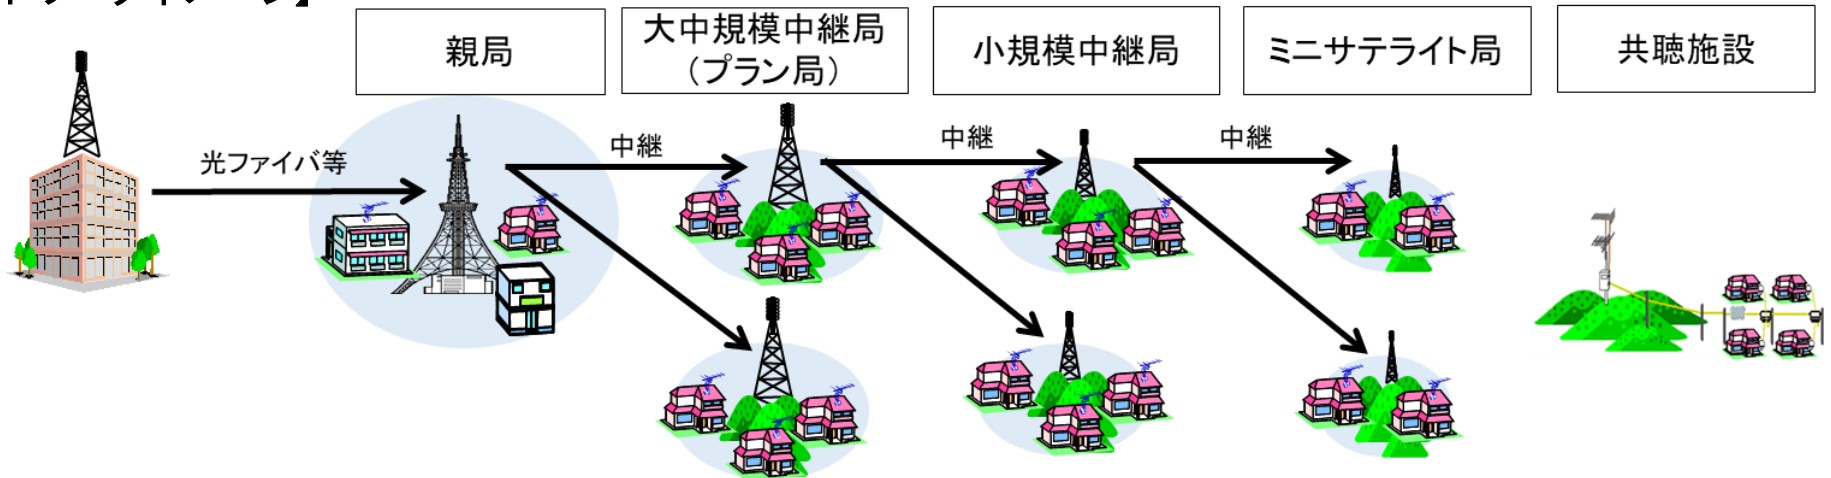 親局
大中規模中継局
(プラン局)
小規模中継局
ミニサテライト局
共聴施設
光ファイバ等
中継
中継
中継